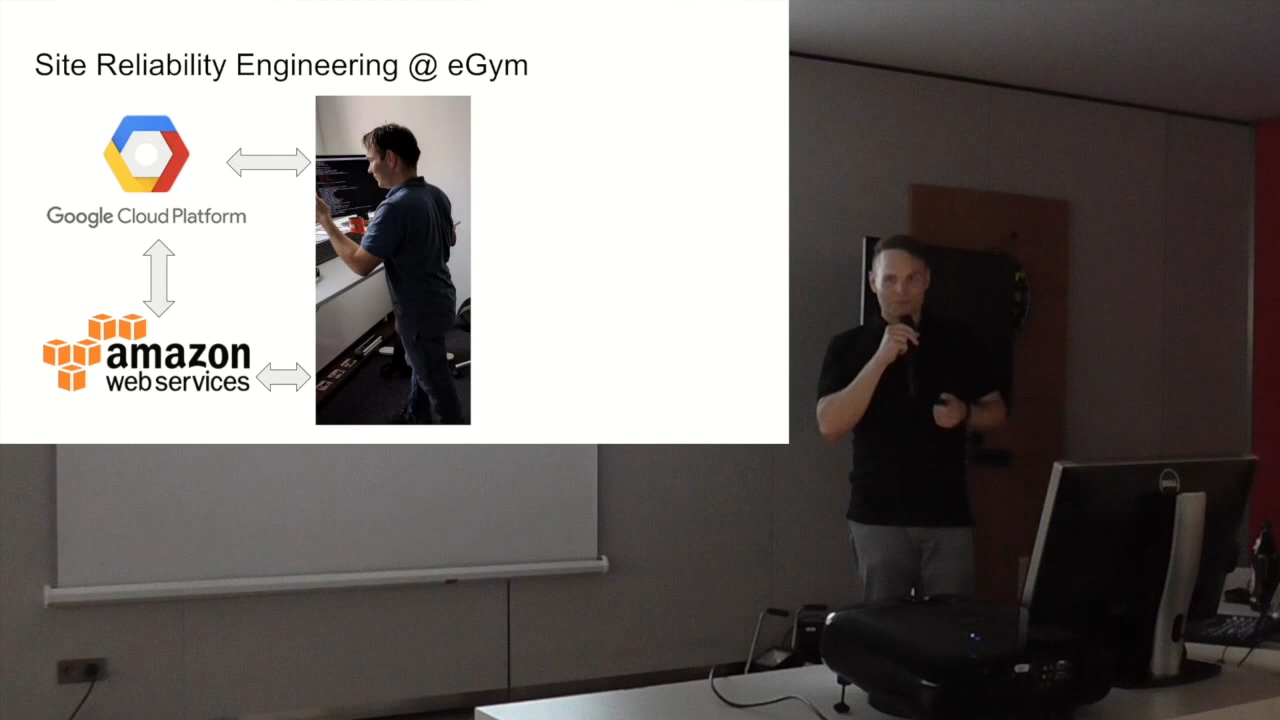 Site Reliability Engineering @ eGym
Google Cloud Platform
amazon
web services
DELL